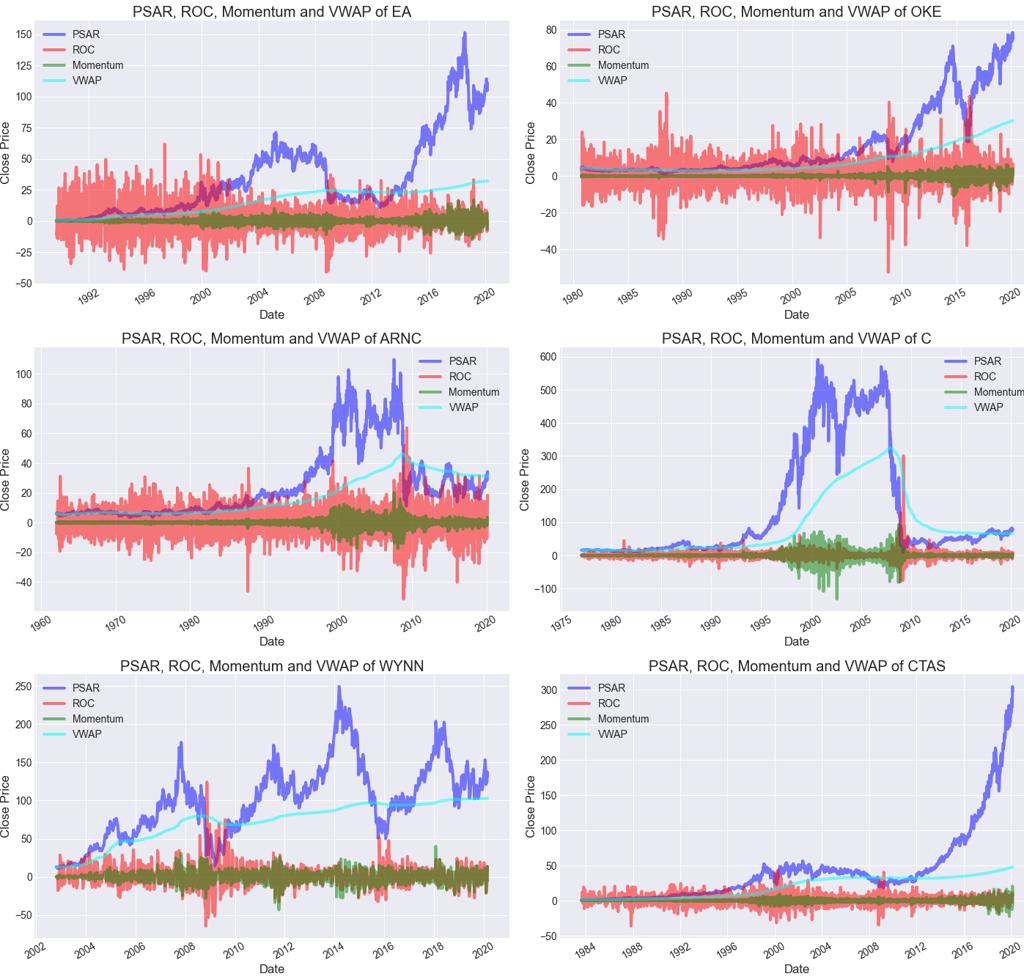 PSAR, ROC, Momentum and VWAP of EA
PSAR
ROC
Momentum
VWAP
150
125
100
75
50
25
0
−25
−50
Close Price
1992
1996
2000
2004
2008
2012
2016
2020
Date
PSAR, ROC, Momentum and VWAP of OKE
PSAR
ROC
Momentum
VWAP
80
60
40
20
0
−20
−40
Close Price
1980
1985
1990
1995
2000
2005
2010
2015
2020
Date
PSAR, ROC, Momentum and VWAP of ARNC
PSAR
ROC
Momentum
VWAP
100
80
60
40
20
0
−20
−40
Close Price
1960
1970
1980
1990
2000
2010
2020
Date
PSAR, ROC, Momentum and VWAP of C
PSAR
ROC
Momentum
VWAP
600
500
400
300
200
100
0
−100
Close Price
1975
1980
1985
1990
1995
2000
2005
2010
2015
2020
Date
PSAR, ROC, Momentum and VWAP of WYNN
PSAR
ROC
Momentum
VWAP
250
200
150
100
50
0
−50
Close Price
2002
2004
2006
2008
2010
2012
2014
2016
2018
2020
Date
PSAR, ROC, Momentum and VWAP of CTAS
PSAR
ROC
Momentum
VWAP
300
250
200
150
100
50
0
−50
Close Price
1984
1988
1992
1996
2000
2004
2008
2012
2016
2020
Date